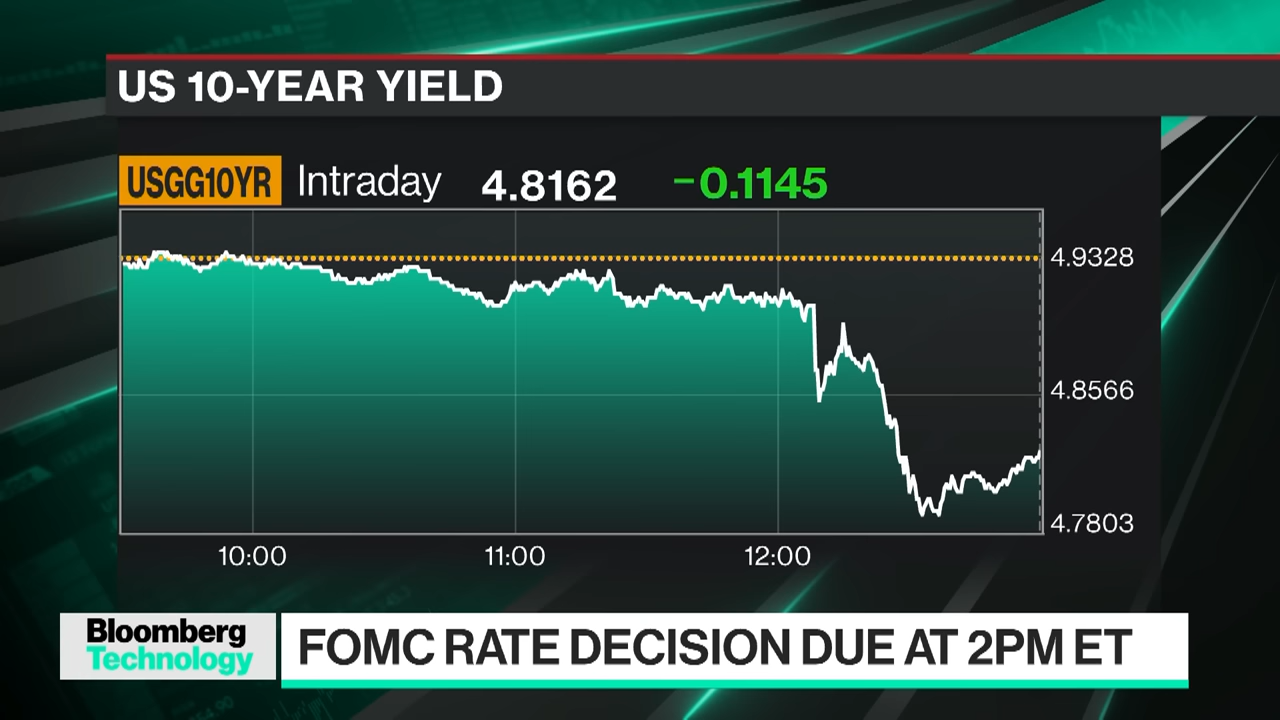 US 10-YEAR YIELD
USGG10YR Intraday 4.8162 -0.1145
4.9328
4.8566
4.7803
10:00 11:00 12:00
Bloomberg
Technology
FOMC RATE DECISION DUE AT 2PM ET